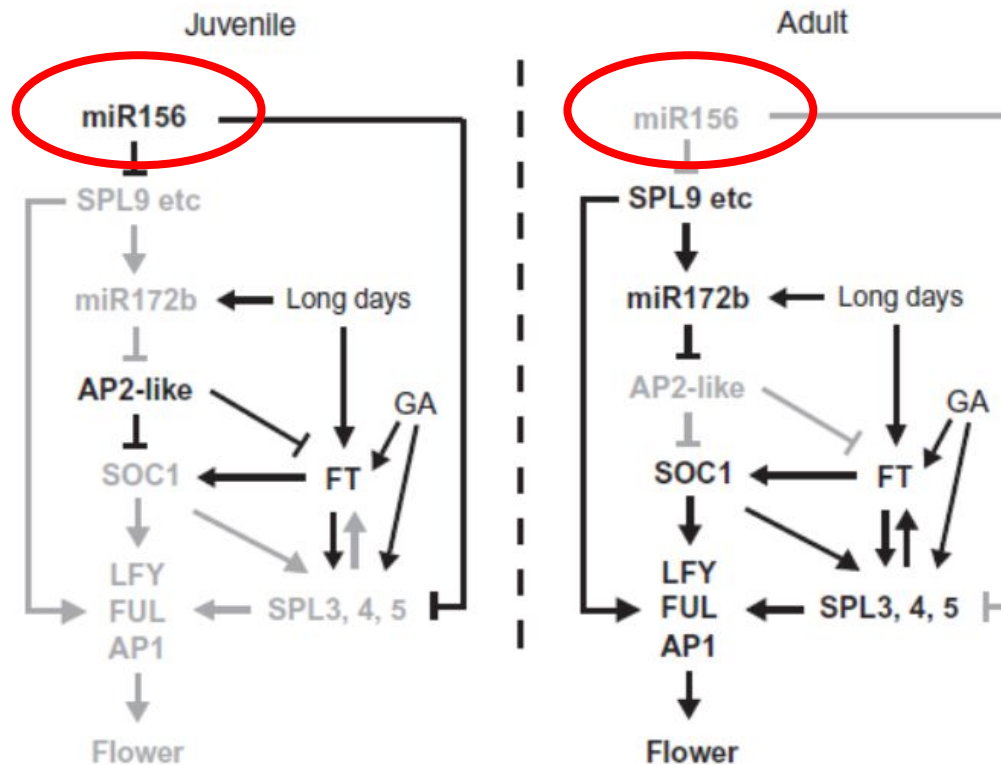 Juvenile
miR156
SPL9 etc
miR172b
Long days
AP2-like
GA
SOC1
FT
LFY
FUL
SPL3, 4, 5
AP1
Flower
Adult
miR156
SPL9 etc
miR172b
Long days
AP2-like
GA
SOC1
FT
LFY
FUL
SPL3, 4, 5
AP1
Flower